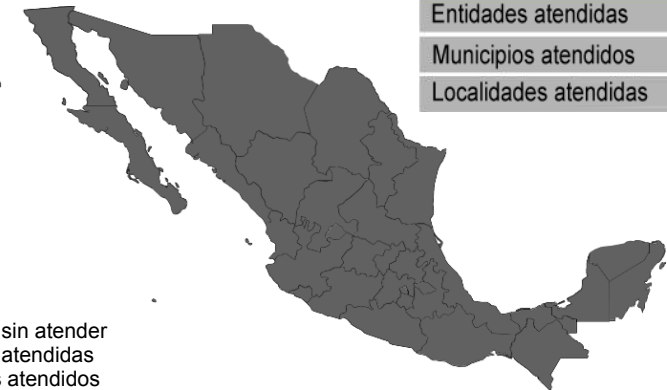 Entidades atendidas
Municipios atendidos
Localidades atendidas
sin atender
atendidas
atendidos